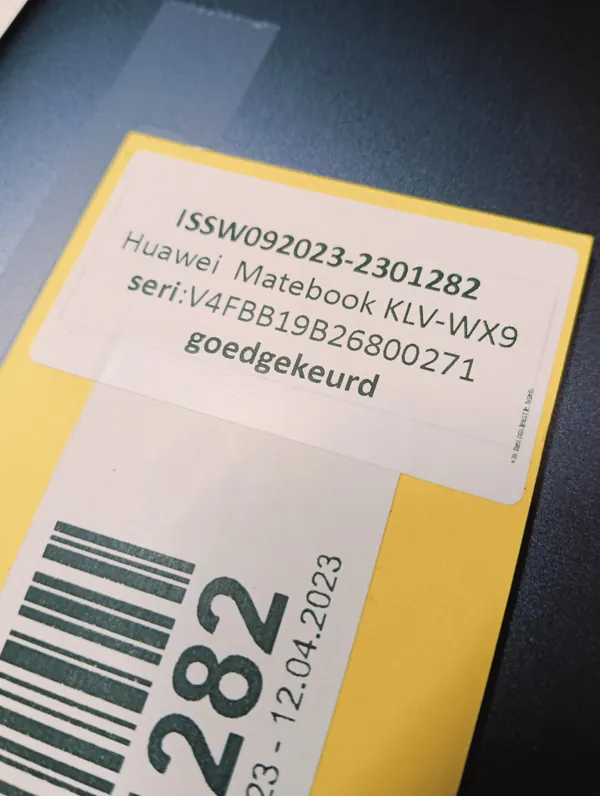 ISSW092023-2301282
Huawei Matebook KLV-WX9
seri:V4FBB19B26800271
goedgekeurd
282
23 - 12.04.2023